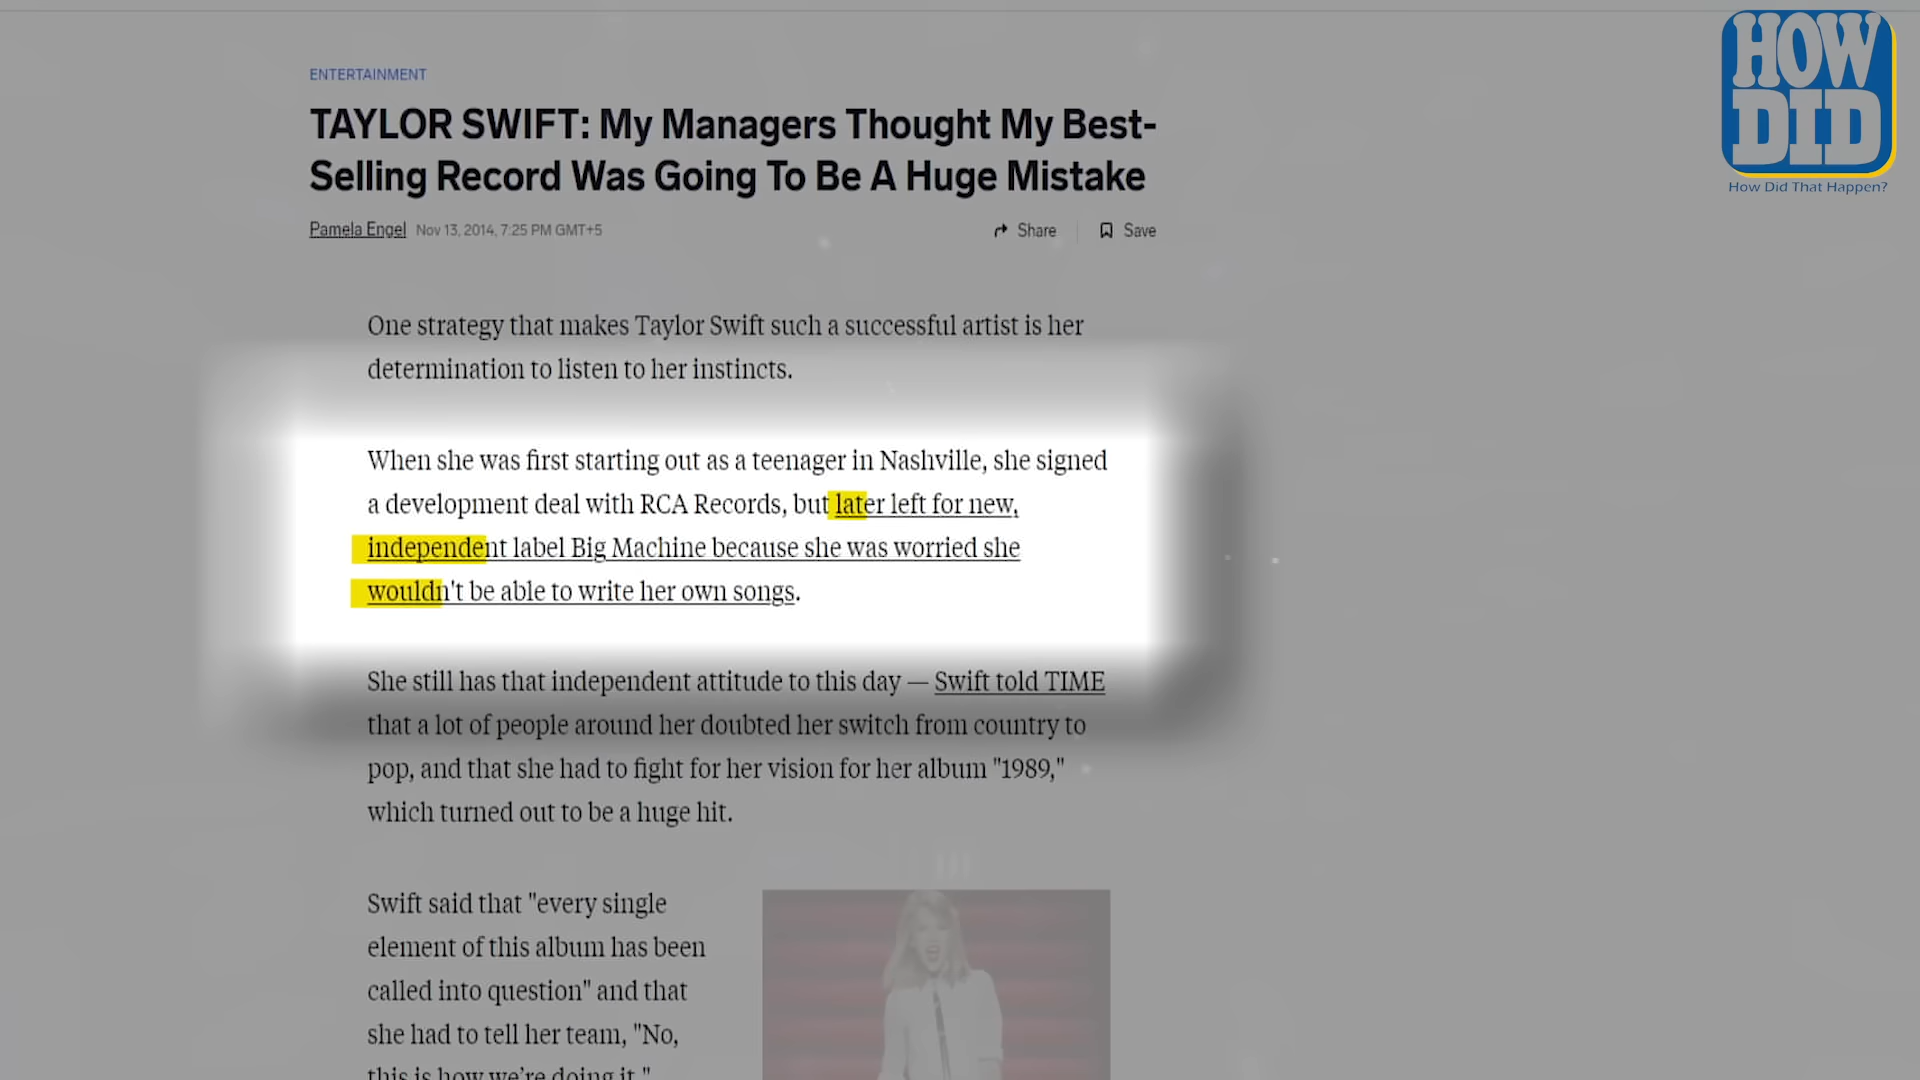 HOW
DID
How Did That Happen?
ENTERTAINMENT
TAYLOR SWIFT: My Managers Thought My Best-
Selling Record Was Going To Be A Huge Mistake
Pamela Engel Nov 13, 2014, 7:25 PM GMT+5
Share
Save
One strategy that makes Taylor Swift such a successful artist is her
determination to listen to her instincts.
When she was first starting out as a teenager in Nashville, she signed
a development deal with RCA Records, but later left for new,
independent label Big Machine because she was worried she
wouldn't be able to write her own songs.
She still has that independent attitude to this day — Swift told TIME
that a lot of people around her doubted her switch from country to
pop, and that she had to fight for her vision for her album "1989,"
which turned out to be a huge hit.
Swift said that "every single
element of this album has been
called into question" and that
she had to tell her team, "No,
this is how we're doing it."